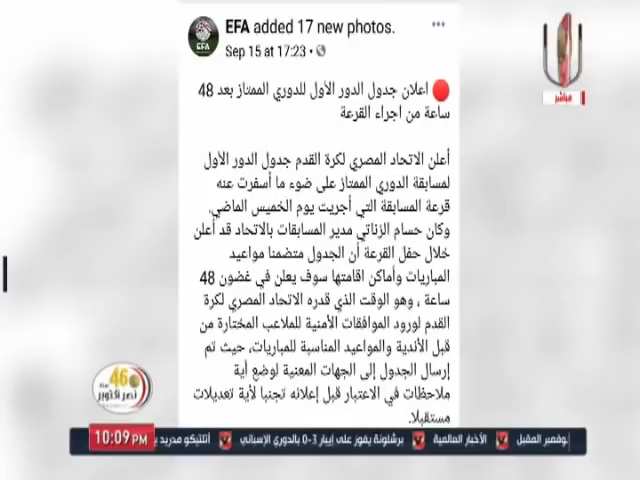 EFA added 17 new photos.
Sep 15 at 17:23
اعلان جدول الدور الأول للدوري الممتاز بعد 48
ساعة من اجراء القرعة
أعلن الاتحاد المصري لكرة القدم جدول الدور الأول
لمسابقة الدوري الممتاز على ضوء ما أسفرت عنه
قرعة المسابقة التي أجريت يوم الخميس الماضي.
وكان حسام الزناتي مدير المسابقات بالاتحاد قد أعلن
خلال حفل القرعة أن الجدول متضمنا مواعيد
المباريات وأماكن اقامتها سوف يعلن في غضون 48
ساعة ، وهو الوقت الذي قدره الاتحاد المصري لكرة
القدم لورود الموافقات الأمنية للملاعب المختارة من
قبل الأندية والمواعيد المناسبة للمباريات، حيث تم
إرسال الجدول إلى الجهات المعنية لوضع أية
ملاحظات في الاعتبار قبل إعلانه تجنبا لأية تعديلات
مستقبلا.
مباشر
EFA
46 سنة
نصر أكتوبر
10:09 PM
نوفمبر المقبل الأخبار العالمية برشلونة يفوز على إيبار 3-0 بالدوري الإسباني أتلتيكو مدريد